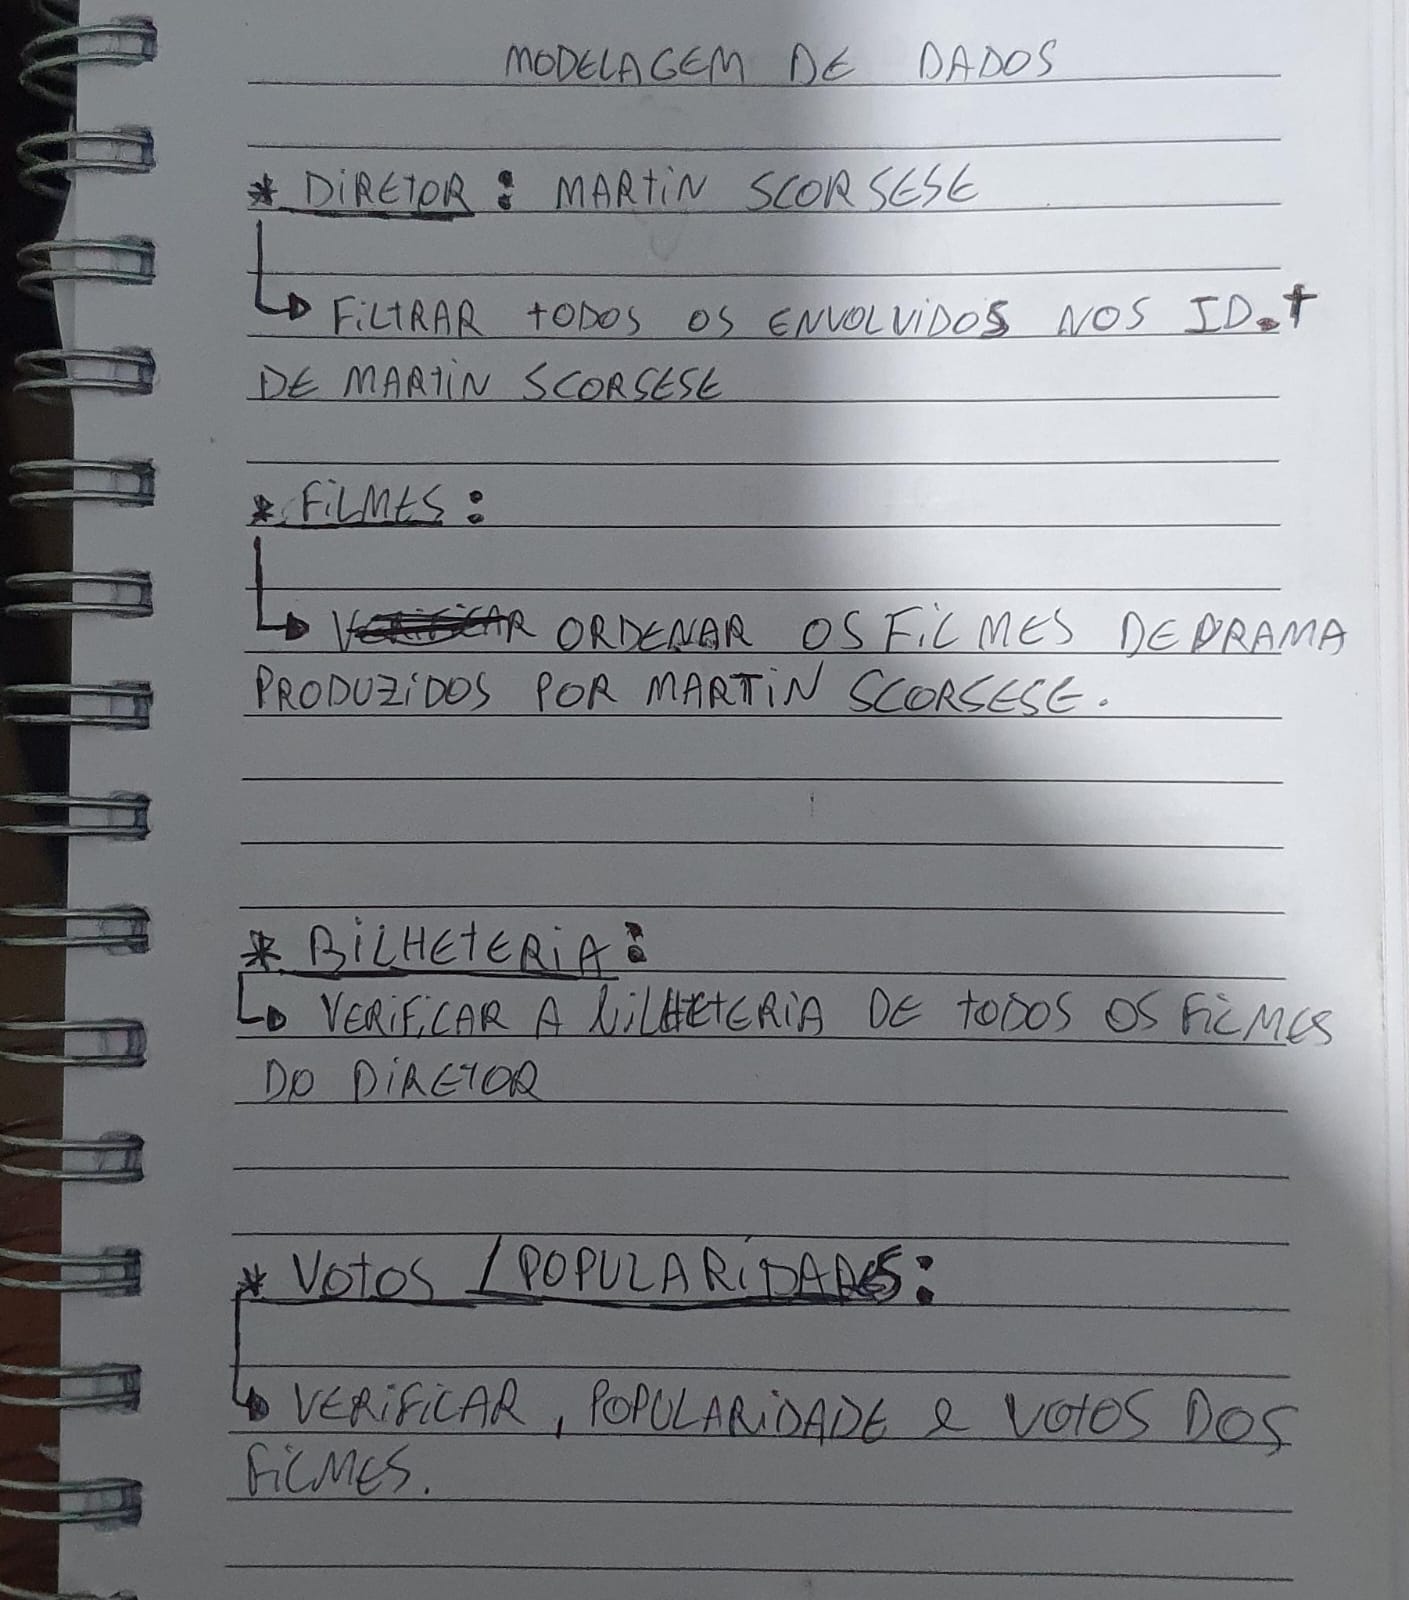 MODELAGEM DE DADOS
* DiREtOR : MARtiN SCORSESE
FiLtRAR tODOS OS ENVOLViDOS NOS ID.t
DE MARtiN SCORSESE
* FiLMES :
VERiFiCAR ORDENAR OS FiLMES DE DRAMA
PRODUZiDOS POR MARTiN SCORSESE.
* BiLHEtERiA :
VERiFiCAR A biLHEtERiA DE tODOS OS FiLMES
DO DiREtOR
* VOtOS / POPULARiDADES :
VERiFiCAR , POPULARiDADE e VOtOS DOS
FiLMES.